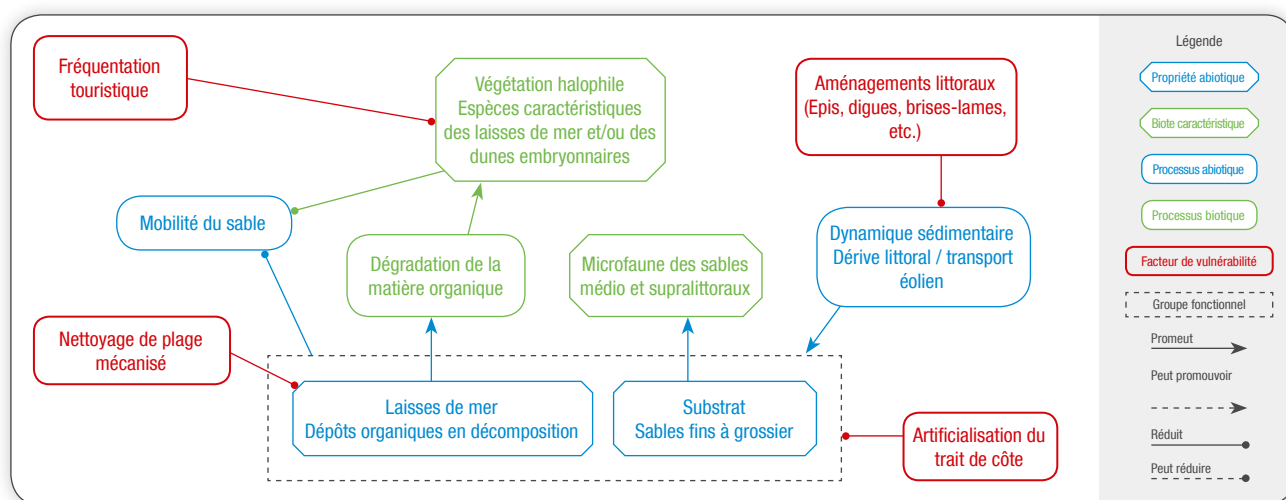 Fréquentation
touristique
Végétation halophile
Espèces caractéristiques
des laisses de mer et/ou des
dunes embryonnaires
Aménagements littoraux
(Epis, digues, brises-lames,
etc.)
Mobilité du sable
Dégradation de la
matière organique
Microfaune des sables
médio et supralittoraux
Dynamique sédimentaire
Dérive littoral / transport
éolien
Nettoyage de plage
mécanisé
Laisses de mer
Dépôts organiques en décomposition
Substrat
Sables fins à grossier
Artificialisation du
trait de côte
Légende
Propriété abiotique
Biote caractéristique
Processus abiotique
Processus biotique
Facteur de vulnérabilité
Groupe fonctionnel
Promeut
Peut promouvoir
Réduit
Peut réduire